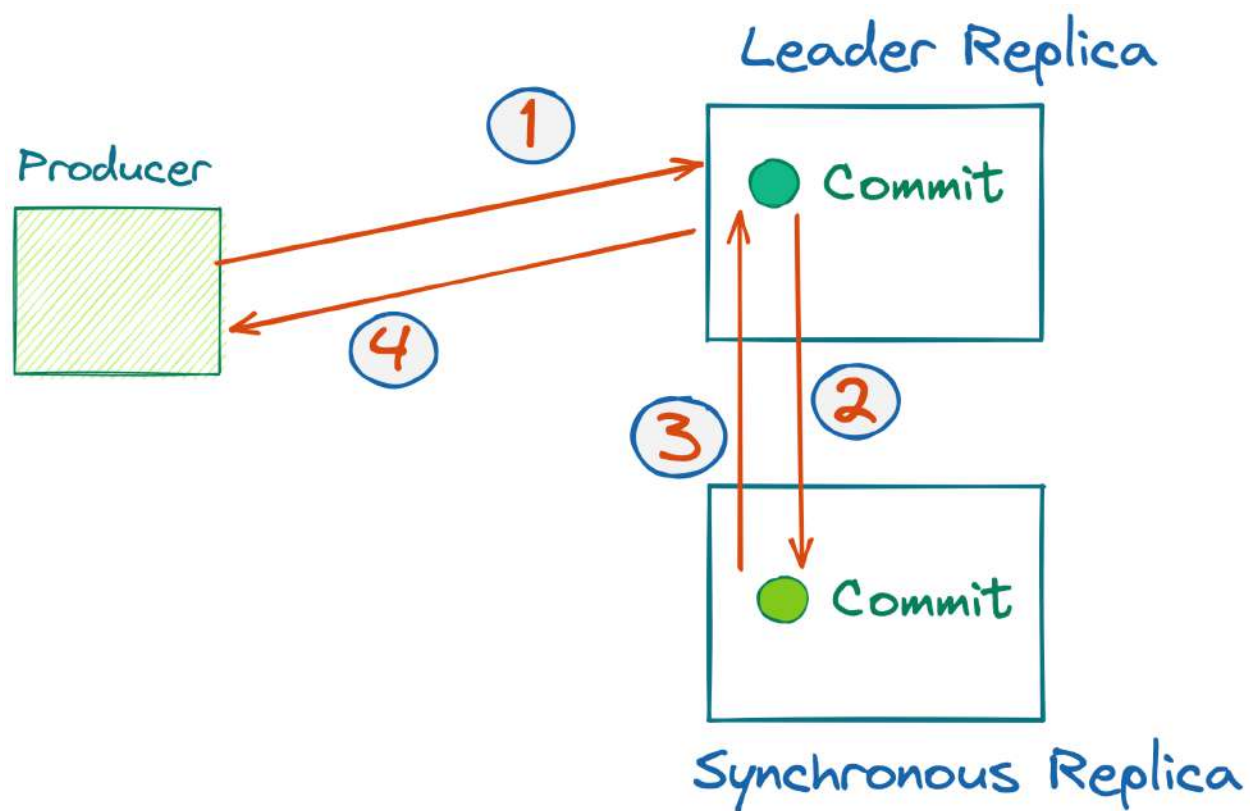 Leader Replica
1
Producer
Commit
4
2
3
Commit
Synchronous Replica